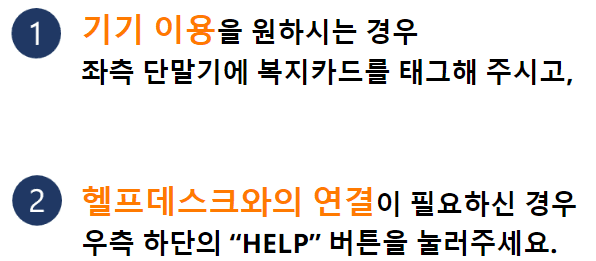 1 기기 이용을 원하시는 경우
좌측 단말기에 복지카드를 태그해 주시고,
2 헬프데스크와의 연결이 필요하신 경우
우측 하단의 “HELP” 버튼을 눌러주세요.